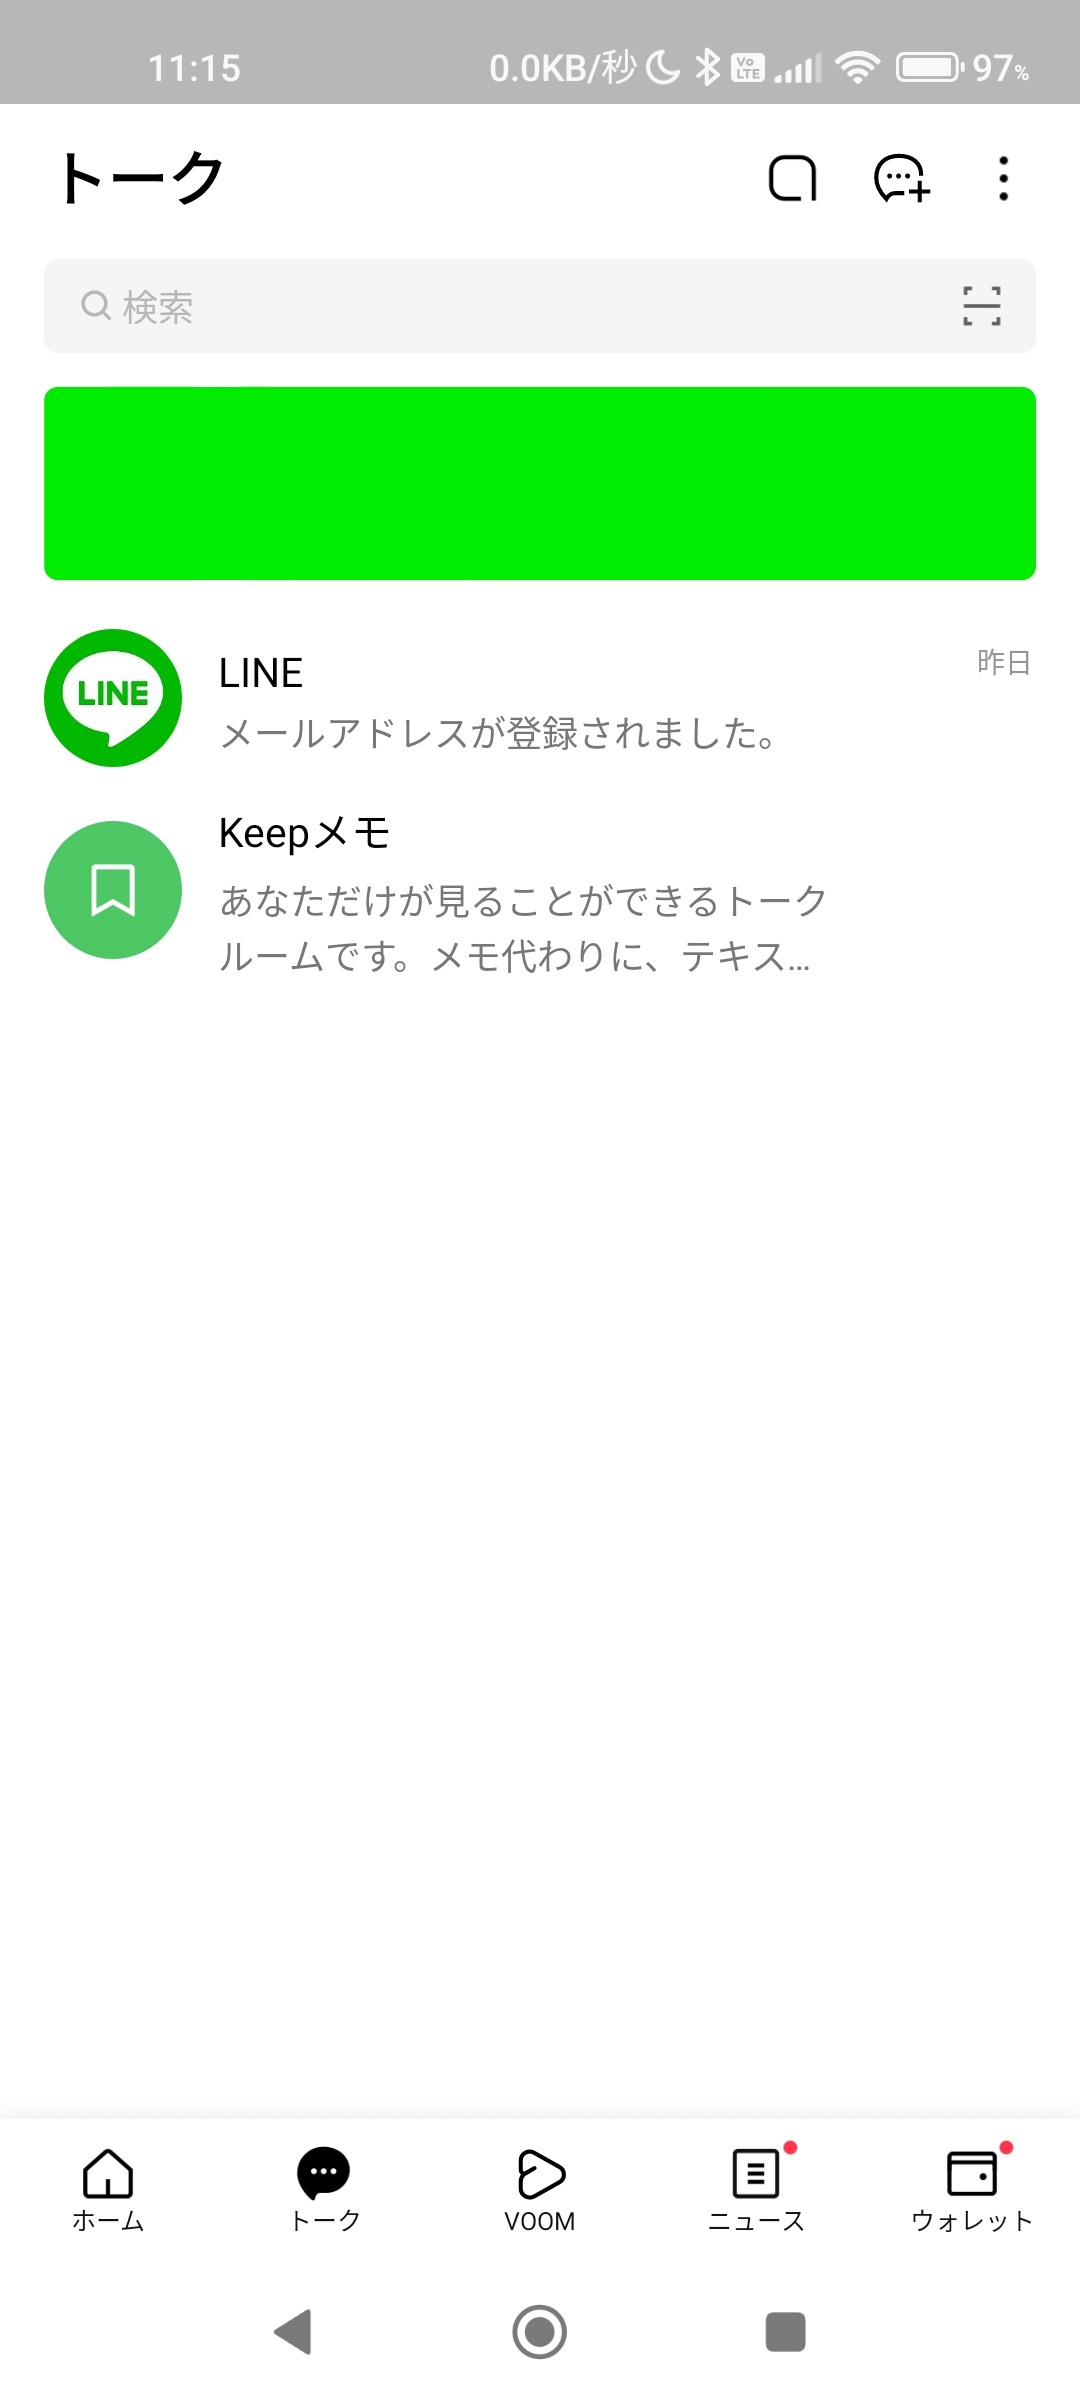 11:15 0.0KB/秒 Vo LTE 97%
トーク
検索
LINE
LINE 昨日
メールアドレスが登録されました。
Keepメモ
あなただけが見ることができるトーク
ルームです。メモ代わりに、テキス...
ホーム トーク VOOM ニュース ウォレット